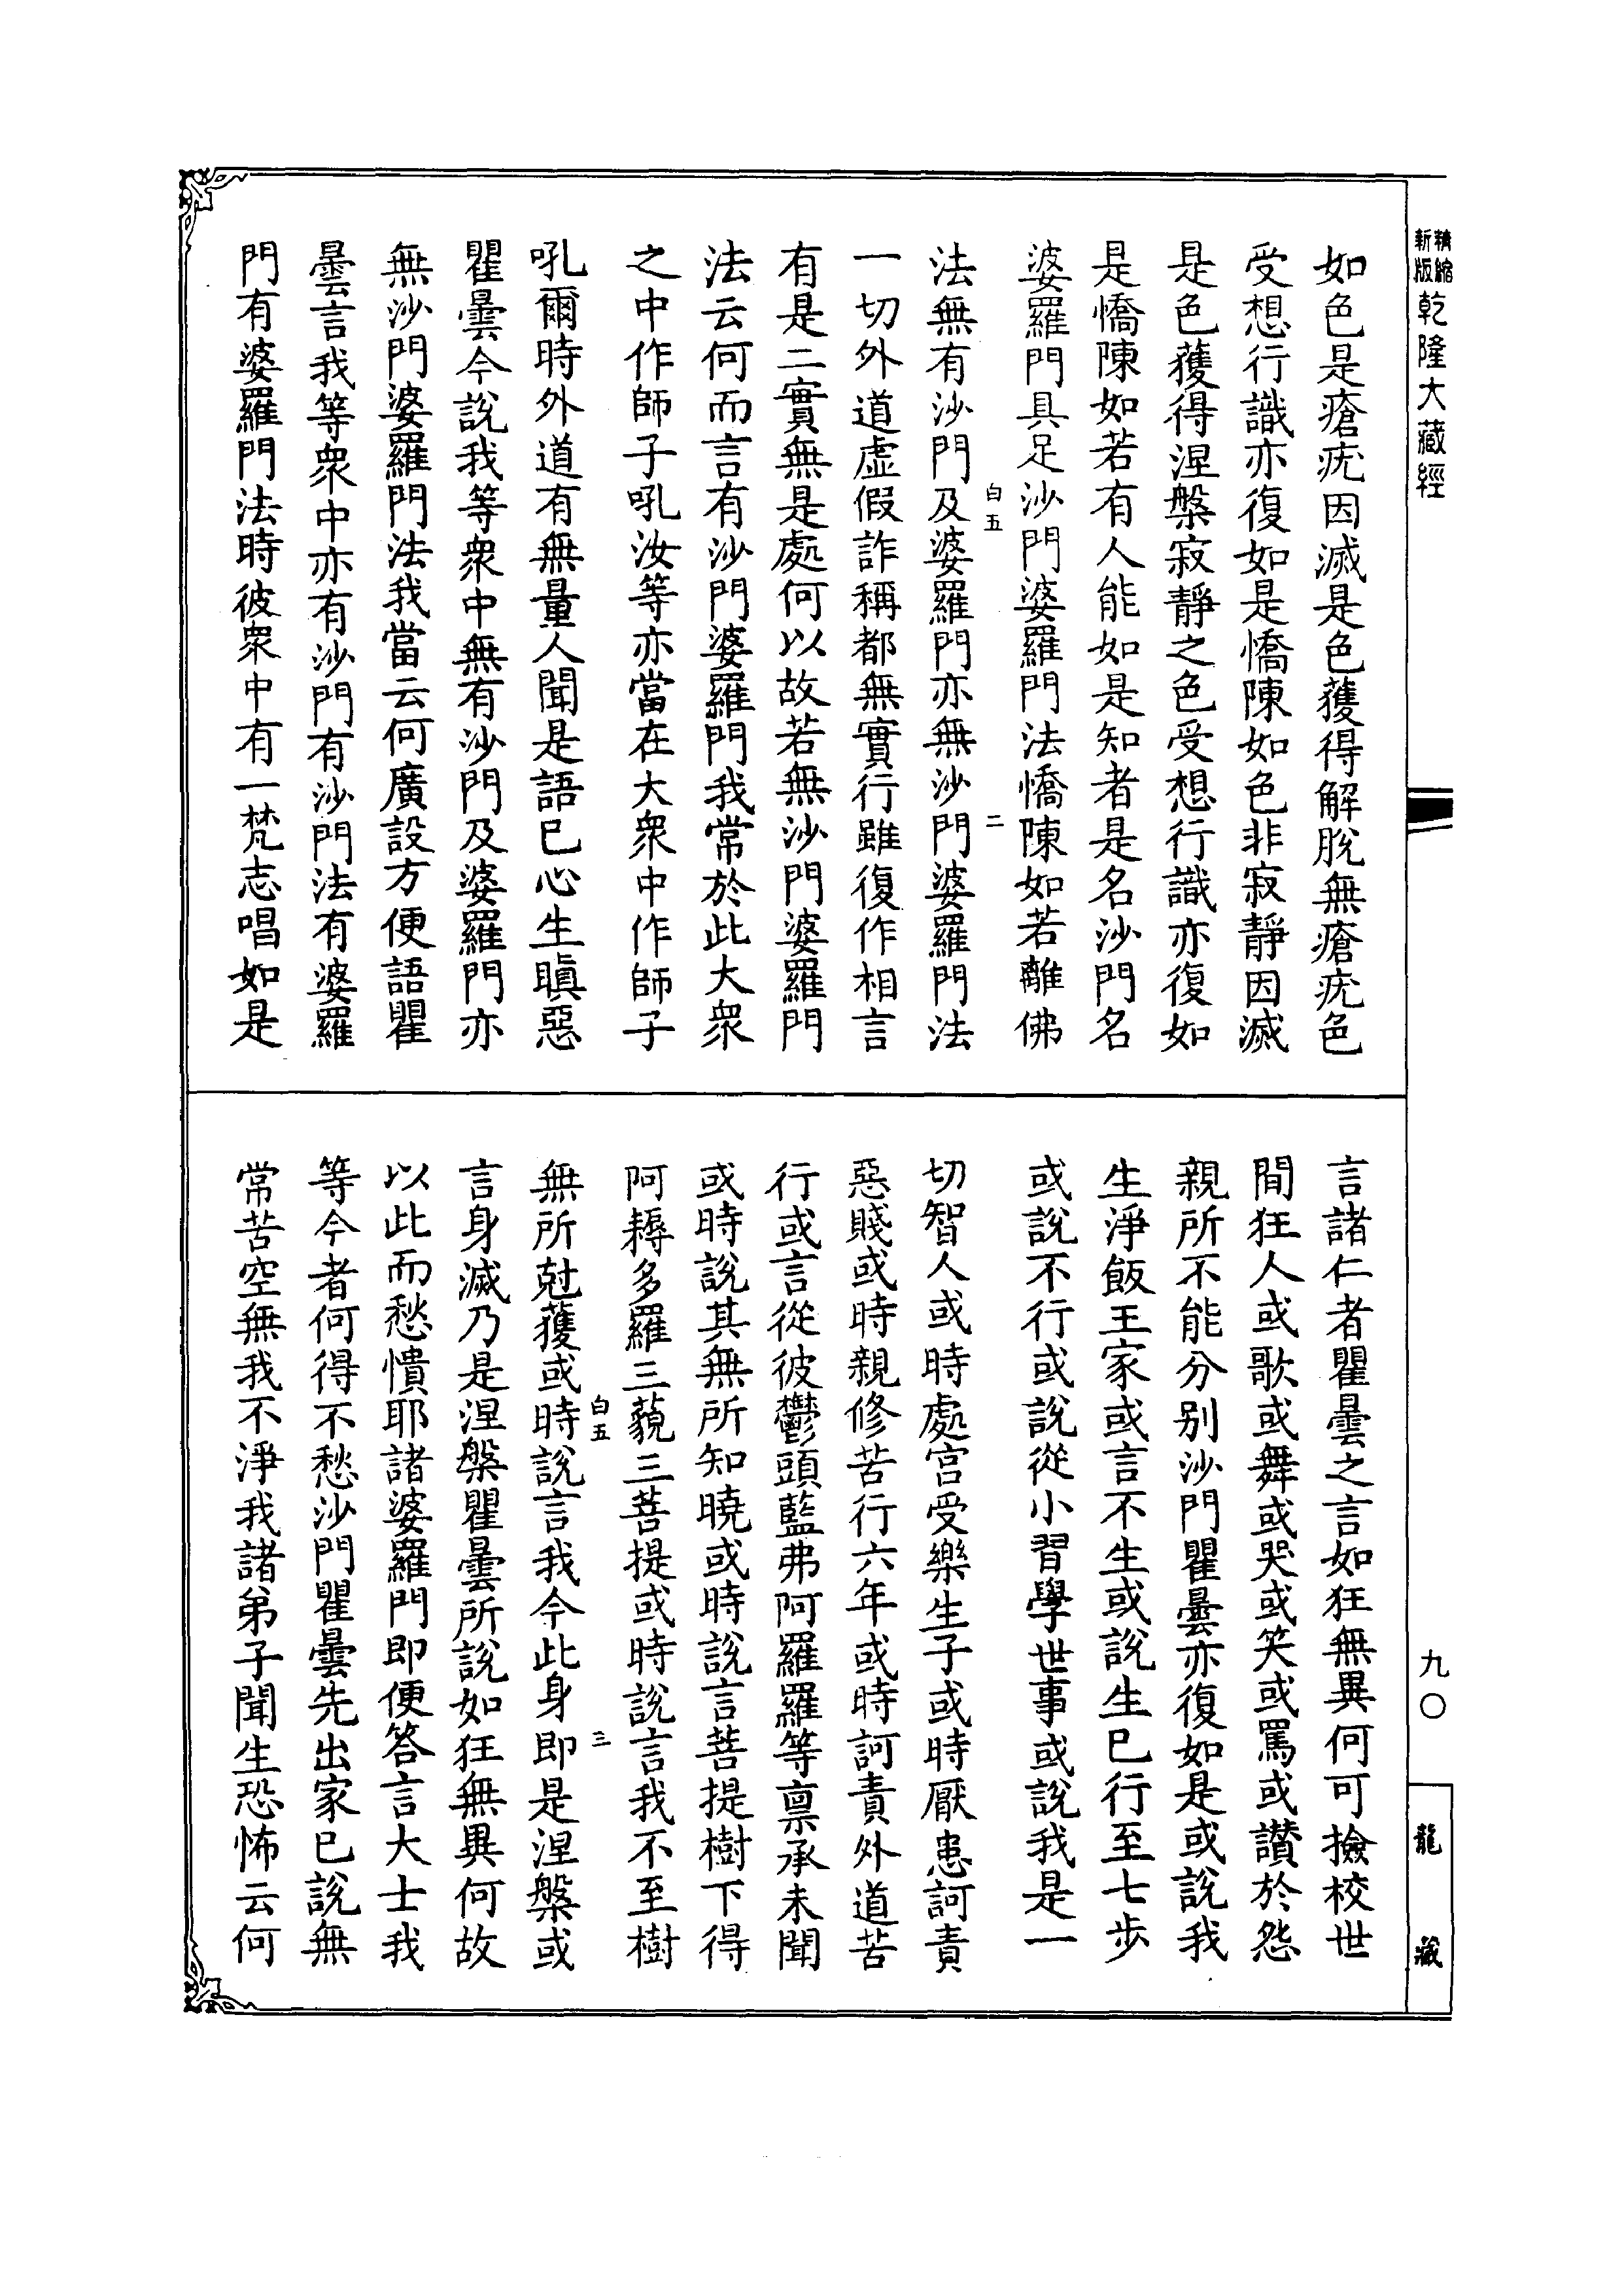 精縮新版乾隆大藏經
如色是瘡疣因滅是色獲得解脫無瘡疣色
受想行識亦復如是憍陳如色非寂靜因滅
是色獲得涅槃寂靜之色受想行識亦復如
是憍陳如若有人能如是知者是名沙門名
婆羅門具足沙門婆羅門法憍陳如若離佛
白五
二
法無有沙門及婆羅門亦無沙門婆羅門法
一切外道虛假詐稱都無實行雖復作相言
有是二實無是處何以故若無沙門婆羅門
法云何而言有沙門婆羅門我常於此大眾
之中作師子吼汝等亦當在大眾中作師子
吼爾時外道有無量人聞是語已心生瞋惡
瞿曇今說我等眾中無有沙門及婆羅門亦
無沙門婆羅門法我當云何廣設方便語瞿
曇言我等眾中亦有沙門有沙門法有婆羅
門有婆羅門法時彼眾中有一梵志唱如是
言諸仁者瞿曇之言如狂無異何可撿校世
間狂人或歌或舞或哭或笑或罵或讚於怨
親所不能分別沙門瞿曇亦復如是或說我
生淨飯王家或言不生或說生已行至七步
或說不行或說從小習學世事或說我是一
切智人或時處宮受樂生子或時厭患訶責
惡賤或時親修苦行六年或時訶責外道苦
行或言從彼鬱頭藍弗阿羅羅等稟承未聞
或時說其無所知曉或時說言菩提樹下得
阿耨多羅三藐三菩提或時說言我不至樹
白五
三
無所尅獲或時說言我今此身即是涅槃或
言身滅乃是涅槃瞿曇所說如狂無異何故
以此而愁憒耶諸婆羅門即便答言大士我
等今者何得不愁沙門瞿曇先出家已說無
常苦空無我不淨我諸弟子聞生恐怖云何
九〇
龍藏